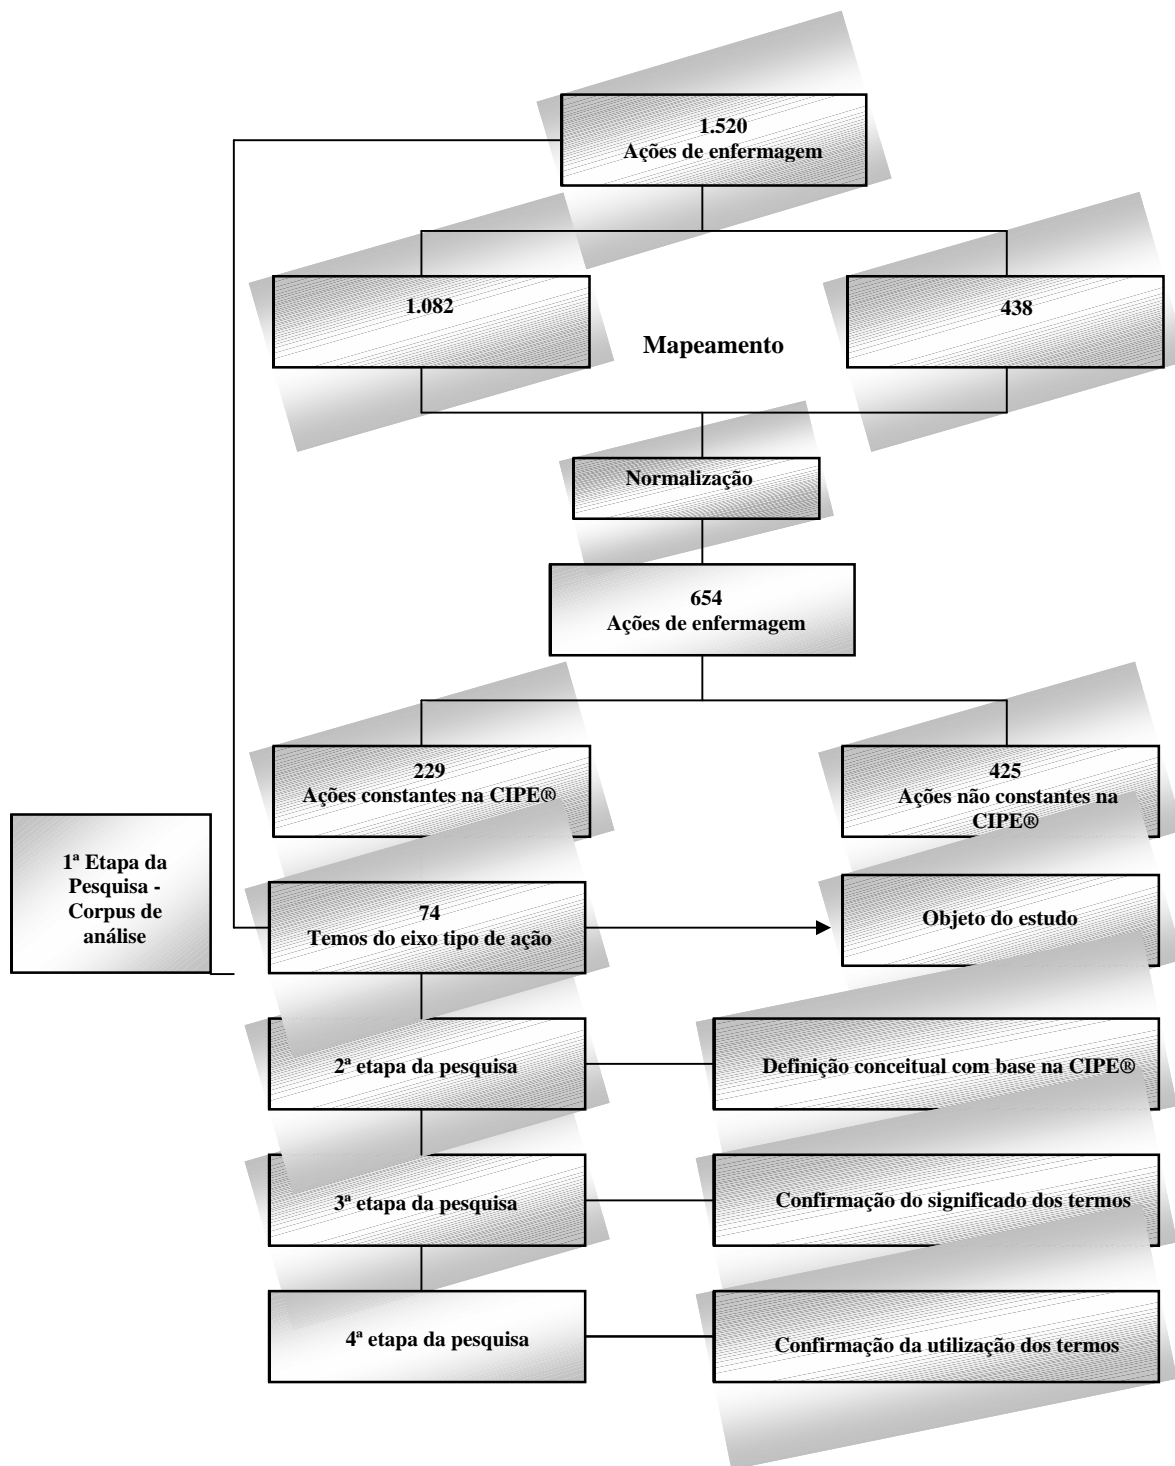 1.520
Ações de enfermagem
1.082
438
Mapeamento
Normalização
654
Ações de enfermagem
229
Ações constantes na CIPE®
425
Ações não constantes na
CIPE®
1ª Etapa da
Pesquisa -
Corpus de
análise
74
Temos do eixo tipo de ação
Objeto do estudo
2ª etapa da pesquisa
Definição conceitual com base na CIPE®
3ª etapa da pesquisa
Confirmação do significado dos termos
4ª etapa da pesquisa
Confirmação da utilização dos termos